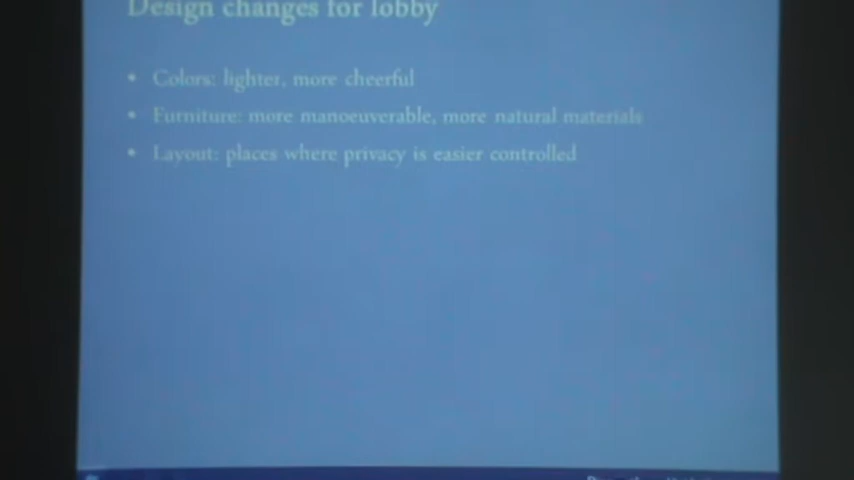 Design changes for lobby
• Colors: lighter, more cheerful
• Furniture: more manoeuverable, more natural materials
• Layout: places where privacy is easier controlled